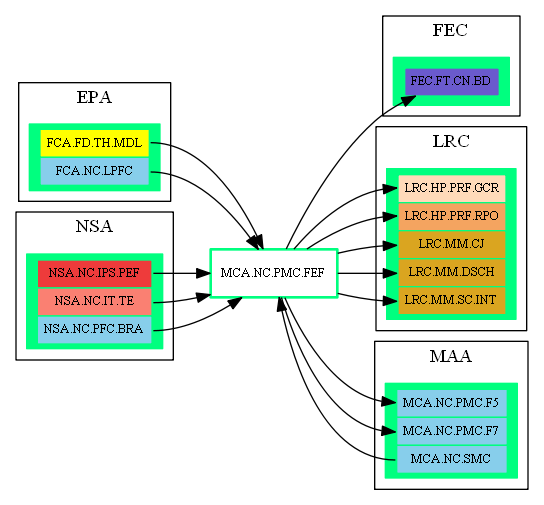 EPA
FCA.FD.TH.MDL
FCA.NC.LPFC
NSA
NSA.NC.IPS.PEF
NSA.NC.IT.TE
NSA.NC.PFC.BRA
MCA.NC.PMC.FEF
FEC
FEC.FT.CN.BD
LRC
LRC.HP.PRF.GCR
LRC.HP.PRF.RPO
LRC.MM.CJ
LRC.MM.DSCH
LRC.MM.SC.INT
MAA
MCA.NC.PMC.F5
MCA.NC.PMC.F7
MCA.NC.SMC